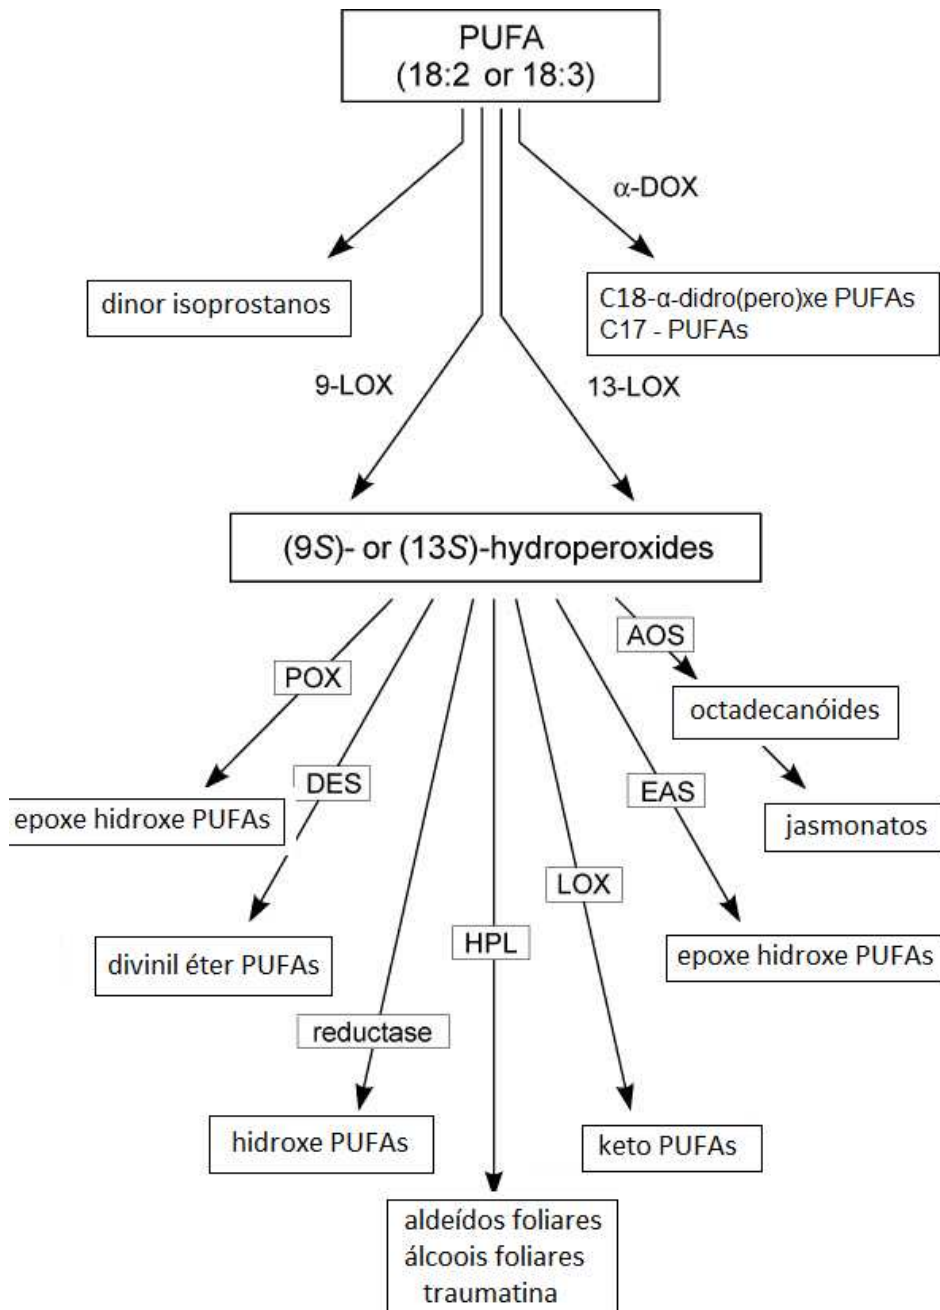 PUFA
(18:2 or 18:3)
α-DOX
dinor isoprostanos
C18-α-didro(pero)xe PUFAs
C17 - PUFAs
9-LOX
13-LOX
(9S)- or (13S)-hydroperoxides
AOS
POX
octadecanóides
DES
EAS
epoxe hidroxe PUFAs
jasmonatos
LOX
HPL
divinil éter PUFAs
epoxe hidroxe PUFAs
reductase
hidroxe PUFAs
keto PUFAs
aldeídos foliares
álcoois foliares
traumatina